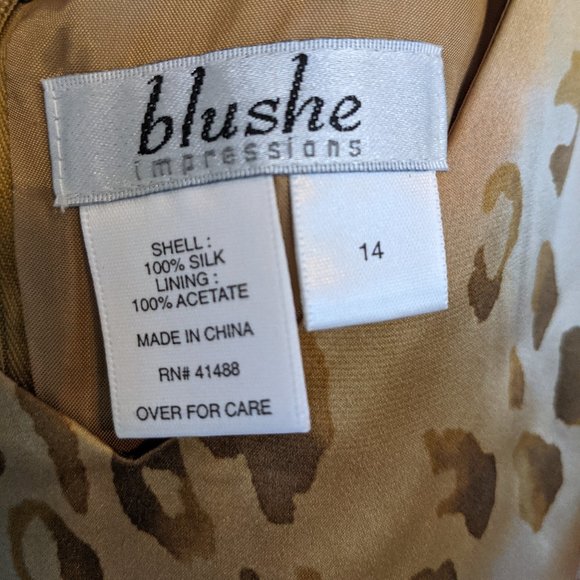 blushe
impressions
SHELL :
100% SILK
LINING :
100% ACETATE
MADE IN CHINA
RN# 41488
OVER FOR CARE
14